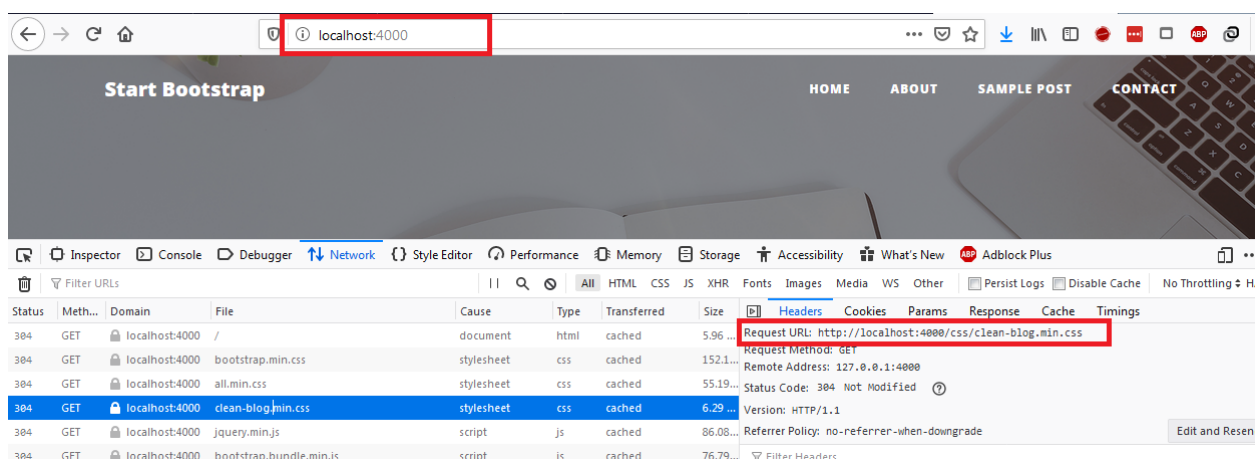 localhost:4000
ABP
Start Bootstrap HOME ABOUT SAMPLE POST CONTACT
Inspector Console Debugger Network Style Editor Performance Memory Storage Accessibility What's New ABP Adblock Plus
Filter URLs All HTML CSS JS XHR Fonts Images Media WS Other Persist Logs Disable Cache No Throttling
Status Meth... Domain File Cause Type Transferred Size Headers Cookies Params Response Cache Timings
304 GET localhost:4000 / document html cached 5.96 ...
Request URL: http://localhost:4000/css/clean-blog.min.css
Request Method: GET
304 GET localhost:4000 bootstrap.min.css stylesheet css cached 152.1...
Remote Address: 127.0.0.1:4000
304 GET localhost:4000 all.min.css stylesheet css cached 55.19...
Status Code: 304 Not Modified
304 GET localhost:4000 clean-blog.min.css stylesheet css cached 6.29 ...
Version: HTTP/1.1
304 GET localhost:4000 jquery.min.js script js cached 86.08...
Referrer Policy: no-referrer-when-downgrade Edit and Resen
304 GET localhost:4000 bootstrap.bundle.min.js script js cached 76.79...
Filter Headers